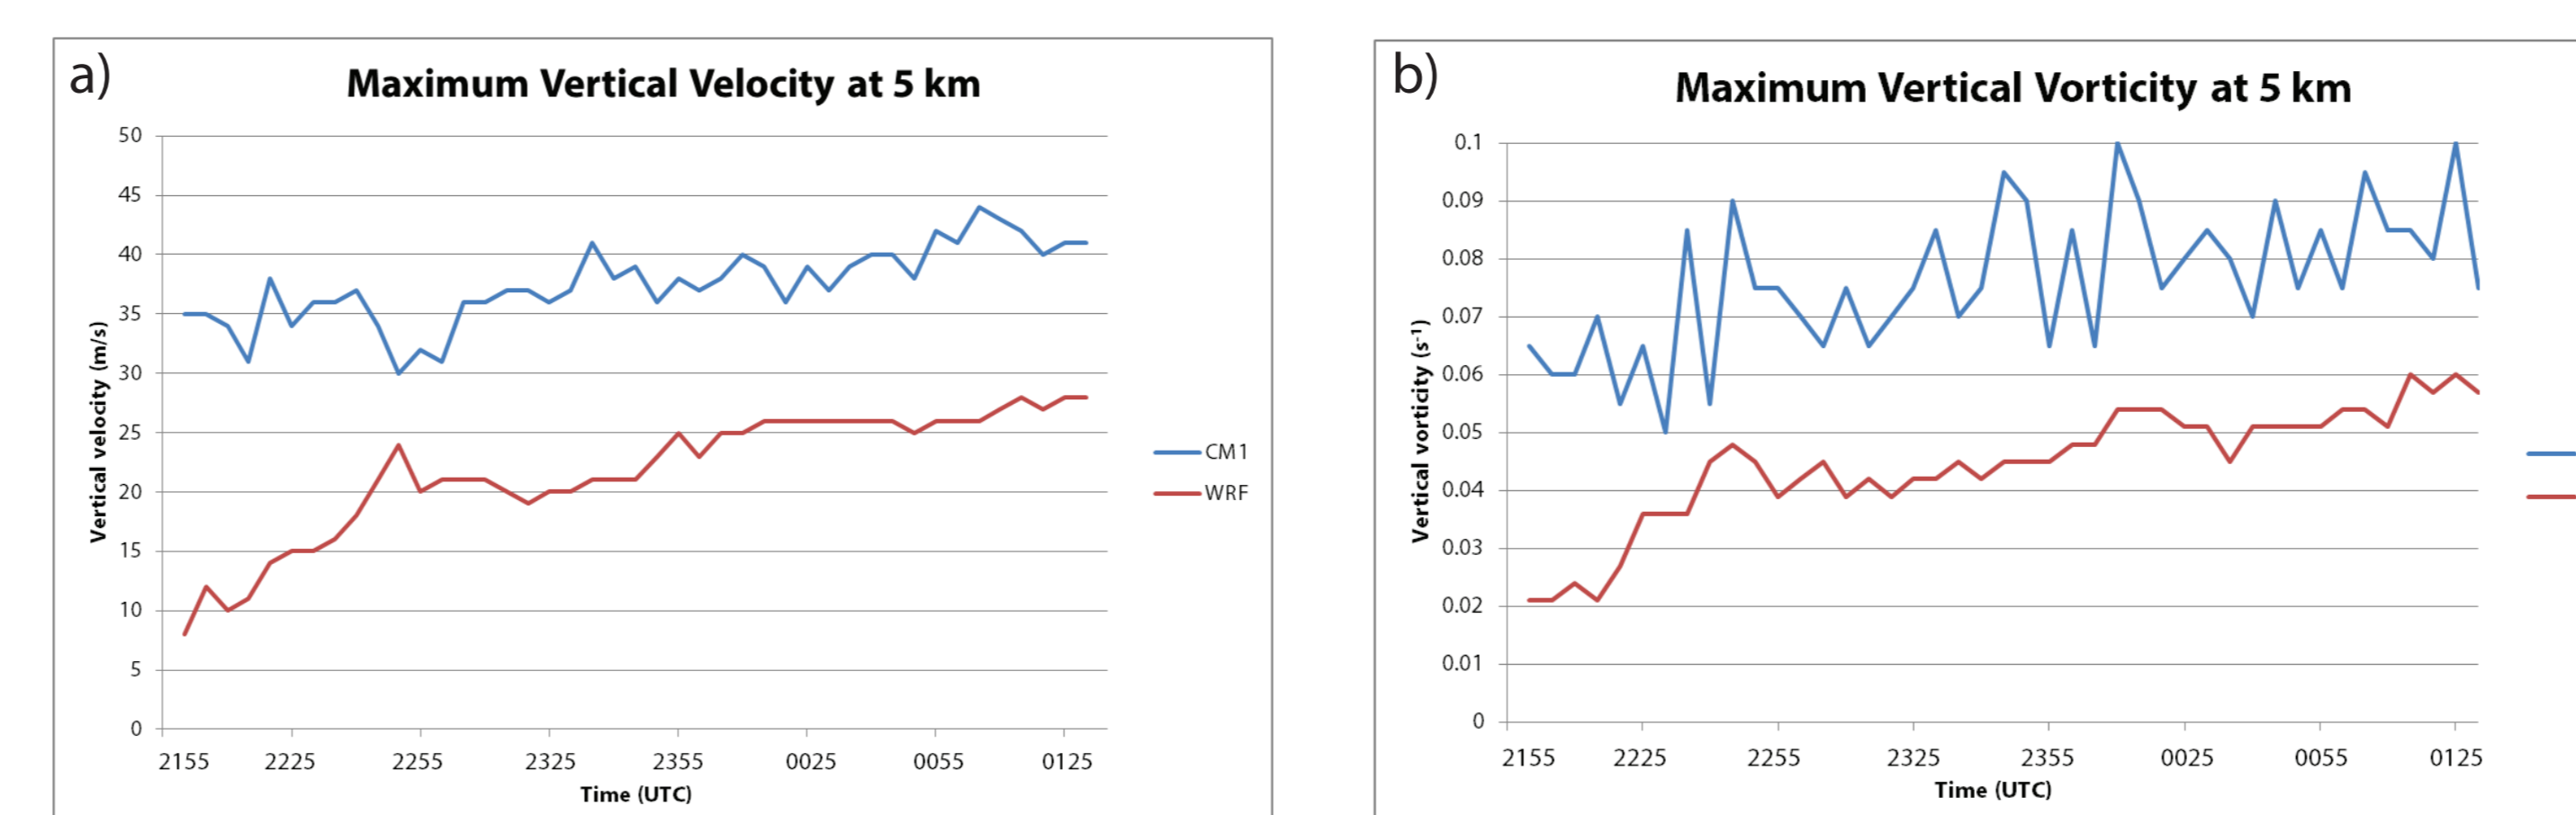 a)
Maximum Vertical Velocity at 5 km
50
45
40
35
30
25
20
15
10
5
0
Vertical velocity (m/s)
2155 2225 2255 2325 2355 0025 0055 0125
Time (UTC)
CM1
WRF
b)
Maximum Vertical Vorticity at 5 km
0.1
0.09
0.08
0.07
0.06
0.05
0.04
0.03
0.02
0.01
0
Vertical vorticity (s⁻¹)
2155 2225 2255 2325 2355 0025 0055 0125
Time (UTC)